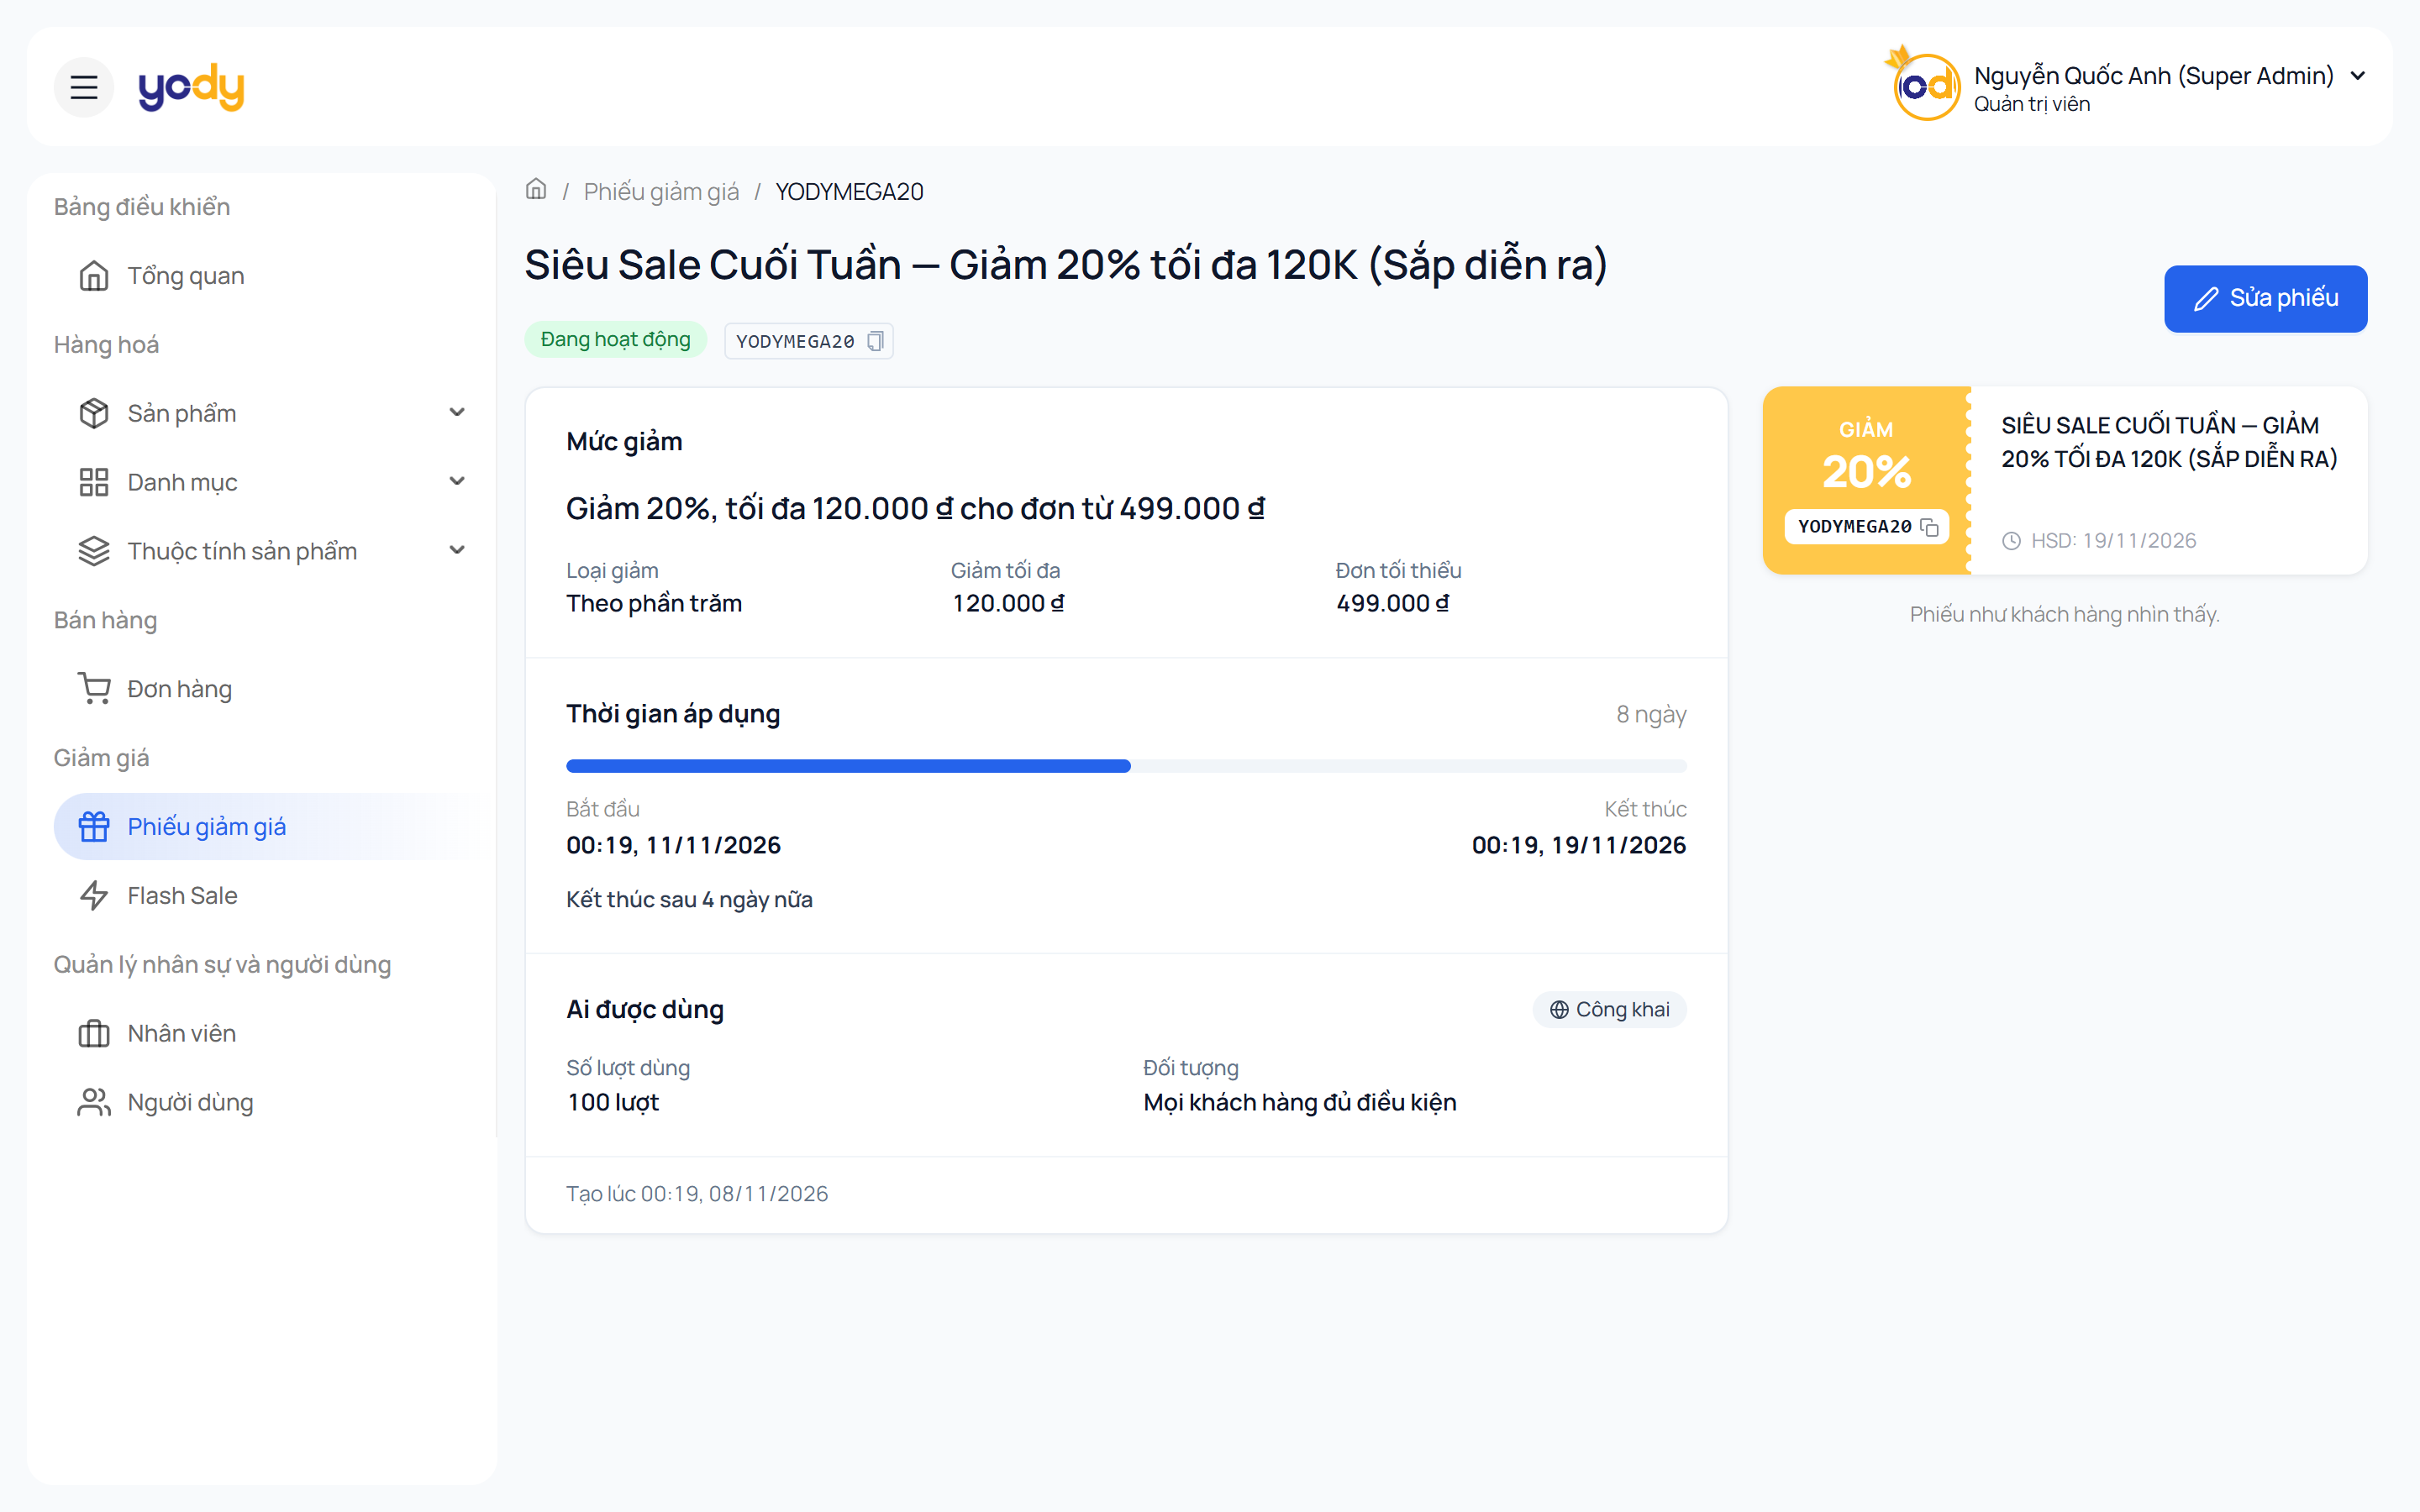 yody
od
Nguyễn Quốc Anh (Super Admin)
Quản trị viên
Bảng điều khiển
Tổng quan
Hàng hoá
Sản phẩm
Danh mục
Thuộc tính sản phẩm
Bán hàng
Đơn hàng
Giảm giá
Phiếu giảm giá
Flash Sale
Quản lý nhân sự và người dùng
Nhân viên
Người dùng
/ Phiếu giảm giá / YODYMEGA20
Siêu Sale Cuối Tuần — Giảm 20% tối đa 120K (Sắp diễn ra)
Đang hoạt động
YODYMEGA20
Sửa phiếu
Mức giảm
Giảm 20%, tối đa 120.000 ₫ cho đơn từ 499.000 ₫
Loại giảm
Theo phần trăm
Giảm tối đa
120.000 ₫
Đơn tối thiểu
499.000 ₫
Thời gian áp dụng
8 ngày
Bắt đầu
00:19, 11/11/2026
Kết thúc
00:19, 19/11/2026
Kết thúc sau 4 ngày nữa
Ai được dùng
Công khai
Số lượt dùng
100 lượt
Đối tượng
Mọi khách hàng đủ điều kiện
Tạo lúc 00:19, 08/11/2026
GIẢM
20%
YODYMEGA20
SIÊU SALE CUỐI TUẦN — GIẢM
20% TỐI ĐA 120K (SẮP DIỄN RA)
HSD: 19/11/2026
Phiếu như khách hàng nhìn thấy.